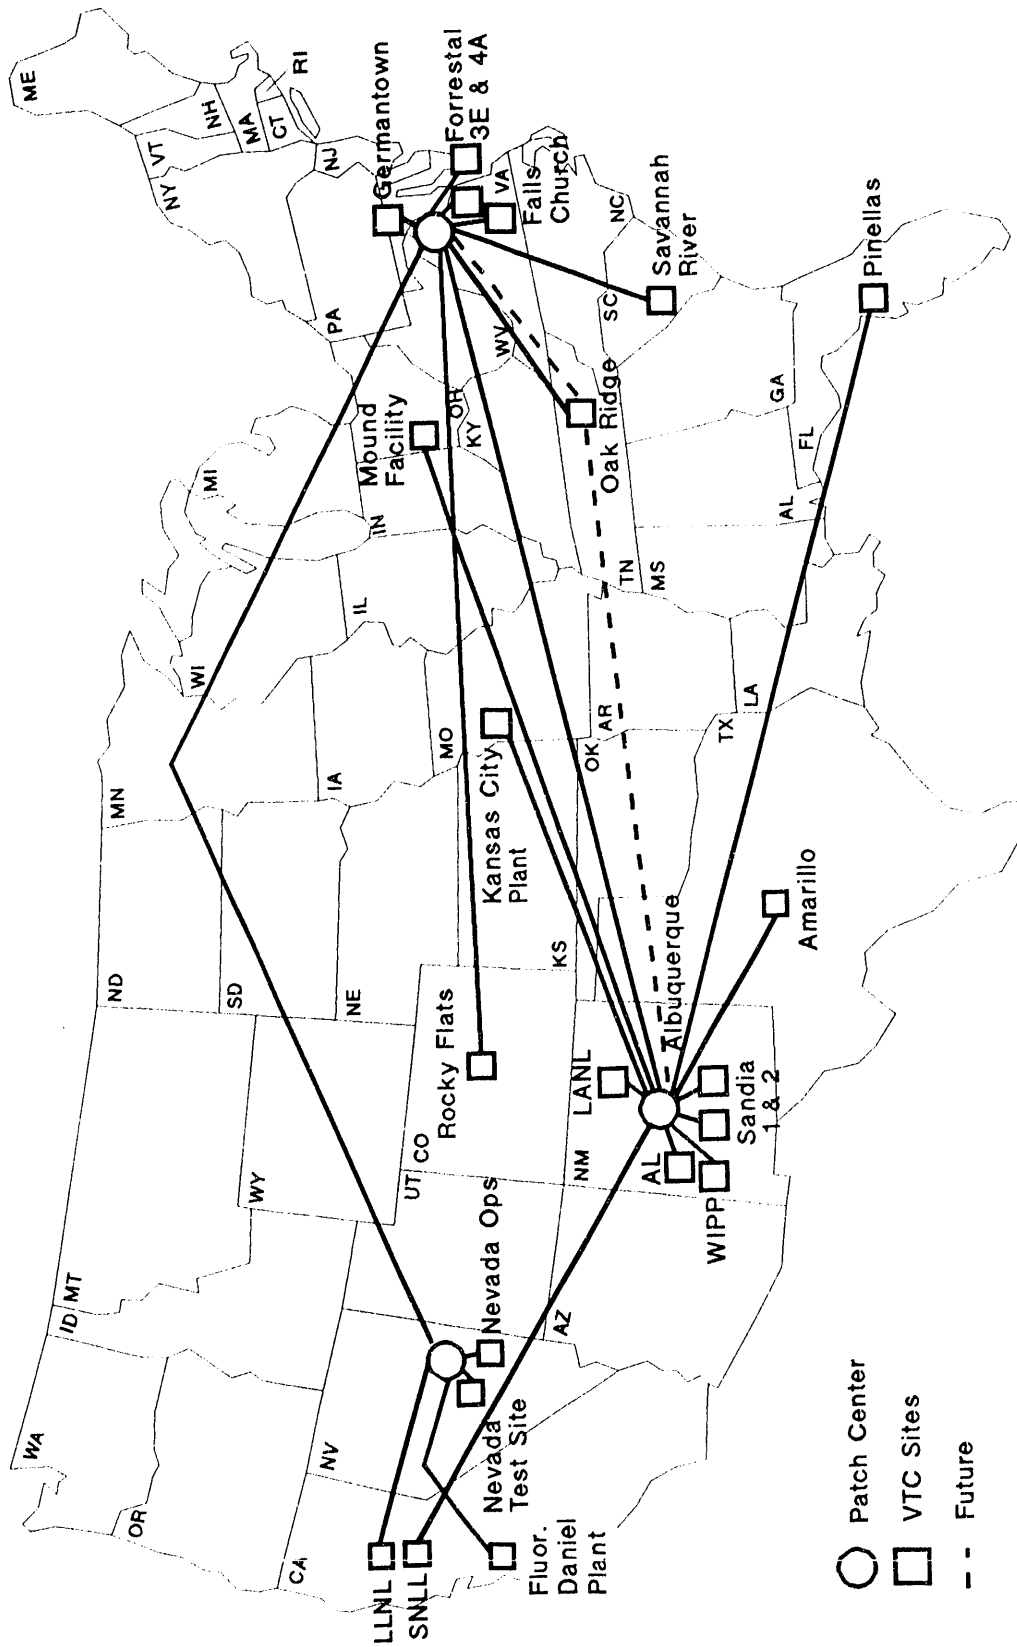 WA
OR
CA
ID
MT
NV
WY
UT
CO
AZ
NM
ND
SD
NE
KS
MN
IA
MO
OK
AR
TX
LA
WI
IL
MI
IN
OH
KY
TN
MS
AL
GA
FL
SC
NC
VA
WV
PA
NY
VT
NH
ME
MA
CT
RI
NJ
LLNL
SNLL
Fluor.
Daniel
Plant
Nevada
Test Site
Nevada Ops
Rocky Flats
LANL
AL
WIPP
Sandia
1 & 2
Albuquerque
Amarillo
Kansas City
Plant
Mound
Facility
Oak Ridge
Germantown
Forrestal
3E & 4A
Falls
Church
Savannah
River
Pinellas
Patch Center
VTC Sites
Future